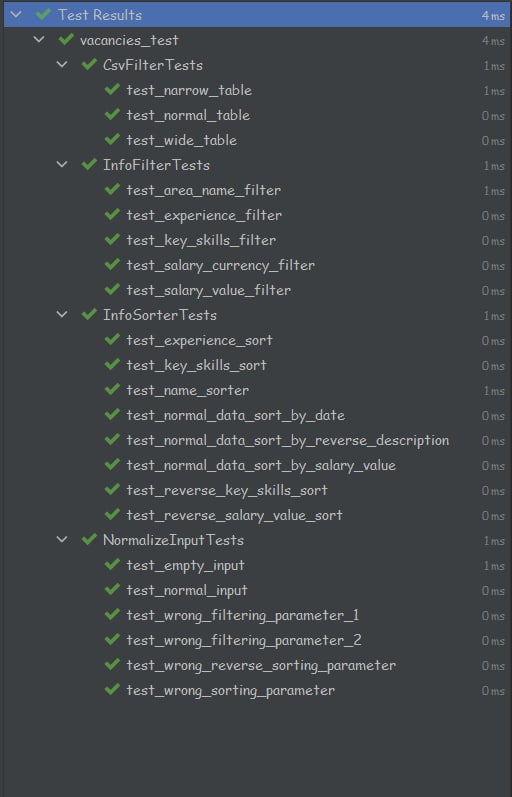 Test Results 4 ms
vacancies_test 4 ms
CsvFilterTests 1 ms
test_narrow_table 1 ms
test_normal_table 0 ms
test_wide_table 0 ms
InfoFilterTests 1 ms
test_area_name_filter 1 ms
test_experience_filter 0 ms
test_key_skills_filter 0 ms
test_salary_currency_filter 0 ms
test_salary_value_filter 0 ms
InfoSorterTests 1 ms
test_experience_sort 0 ms
test_key_skills_sort 0 ms
test_name_sorter 1 ms
test_normal_data_sort_by_date 0 ms
test_normal_data_sort_by_reverse_description 0 ms
test_normal_data_sort_by_salary_value 0 ms
test_reverse_key_skills_sort 0 ms
test_reverse_salary_value_sort 0 ms
NormalizeInputTests 1 ms
test_empty_input 1 ms
test_normal_input 0 ms
test_wrong_filtering_parameter_1 0 ms
test_wrong_filtering_parameter_2 0 ms
test_wrong_reverse_sorting_parameter 0 ms
test_wrong_sorting_parameter 0 ms